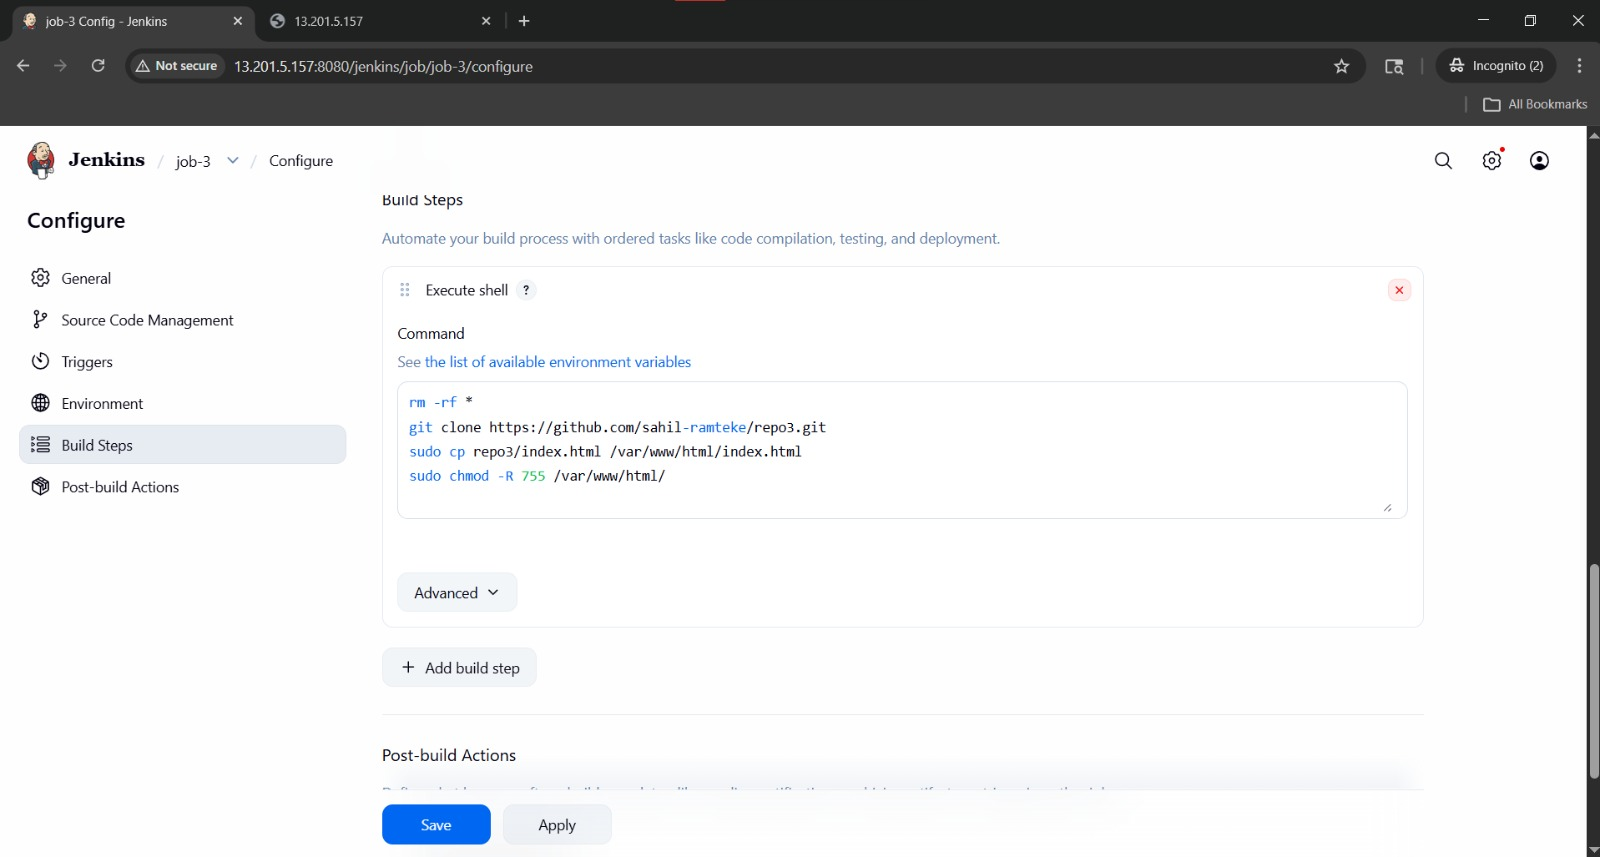 job-3 Config - Jenkins
13.201.5.157
Not secure
13.201.5.157:8080/jenkins/job/job-3/configure
Incognito (2)
All Bookmarks
Jenkins / job-3 / Configure
Configure
General
Source Code Management
Triggers
Environment
Build Steps
Post-build Actions
Build Steps
Automate your build process with ordered tasks like code compilation, testing, and deployment.
Execute shell ?
Command
See the list of available environment variables
rm -rf *
git clone https://github.com/sahil-ramteke/repo3.git
sudo cp repo3/index.html /var/www/html/index.html
sudo chmod -R 755 /var/www/html/
Advanced
+ Add build step
Post-build Actions
Save
Apply